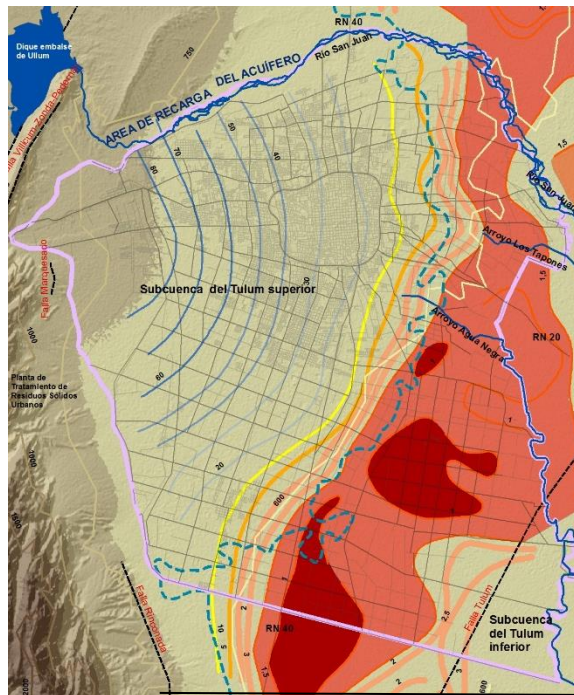 Dique embalse
de Ullum
RN 40
750
Río San Juan
AREA DE RECARGA DEL ACUÍFERO
Falla Villicum-Zonda-Pedernal
80
70
50
40
30
1,5
Río San Juan
Arroyo Los Tapones
1,5
Falla Marquesado
Subcuenca del Tulum superior
Arroyo Agua Negra
RN 20
1000
60
Planta de
Tratamiento de
Residuos Sólidos
Urbanos
1
20
1000
600
1500
Falla Rinconada
Falla Tulum
2,5
Subcuenca
del Tulum
inferior
10
5
2
3
1,5
RN 40
2
2
3
600
2000